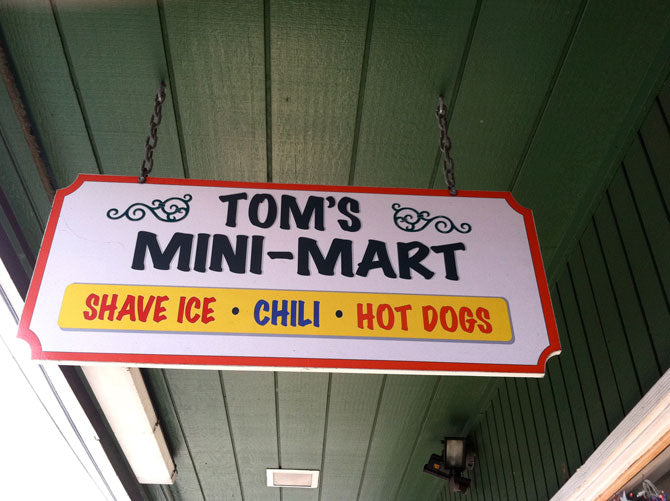 TOM'S
MINI-MART
SHAVE ICE • CHILI • HOT DOGS